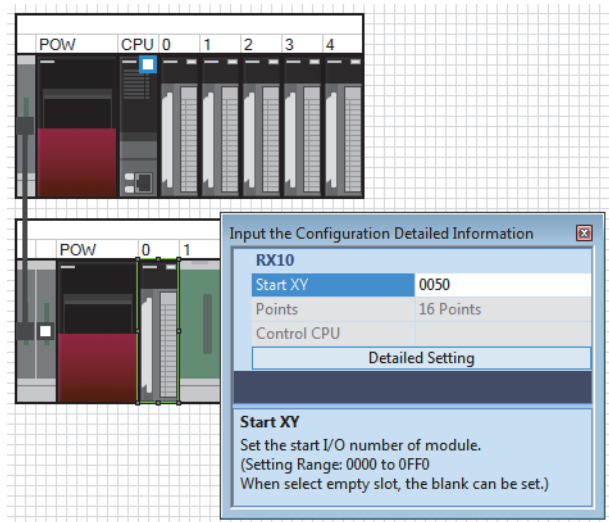 POW CPU 0 1 2 3 4
POW 0 1
Input the Configuration Detailed Information
RX10
Start XY 0050
Points 16 Points
Control CPU
Detailed Setting
Start XY
Set the start I/O number of module.
(Setting Range: 0000 to 0FF0
When select empty slot, the blank can be set.)